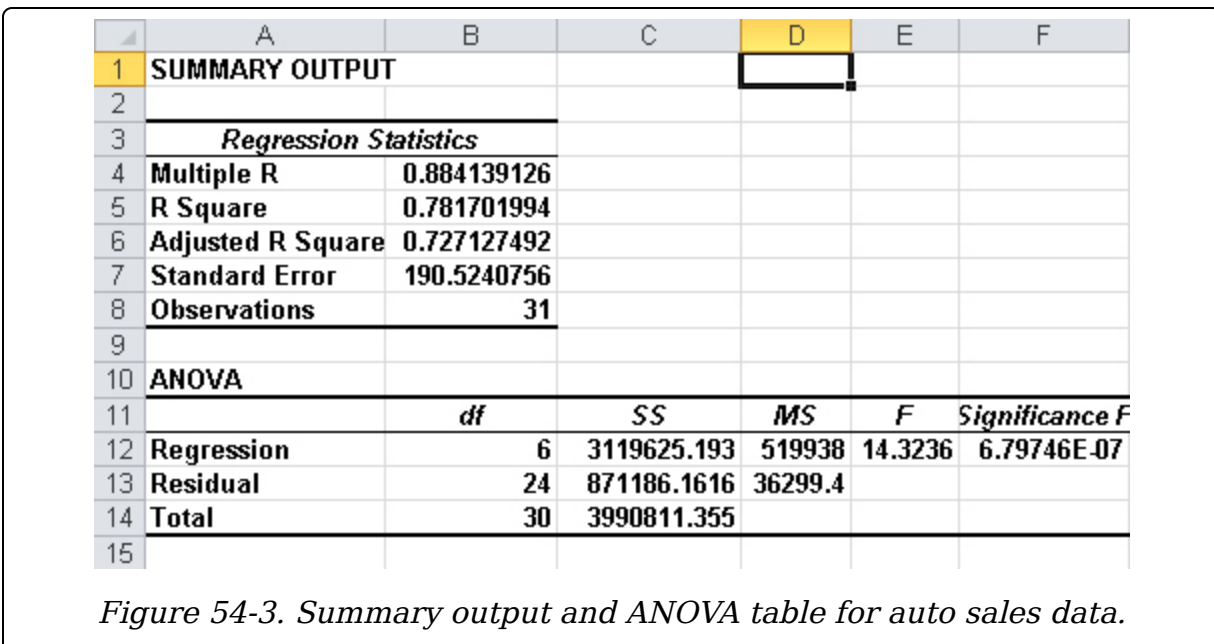 A B C D E F
1 SUMMARY OUTPUT
2
3 Regression Statistics
4 Multiple R 0.884139126
5 R Square 0.781701994
6 Adjusted R Square 0.727127492
7 Standard Error 190.5240756
8 Observations 31
9
10 ANOVA
11 df SS MS F Significance F
12 Regression 6 3119625.193 519938 14.3236 6.79746E-07
13 Residual 24 871186.1616 36299.4
14 Total 30 3990811.355
15
Figure 54-3. Summary output and ANOVA table for auto sales data.